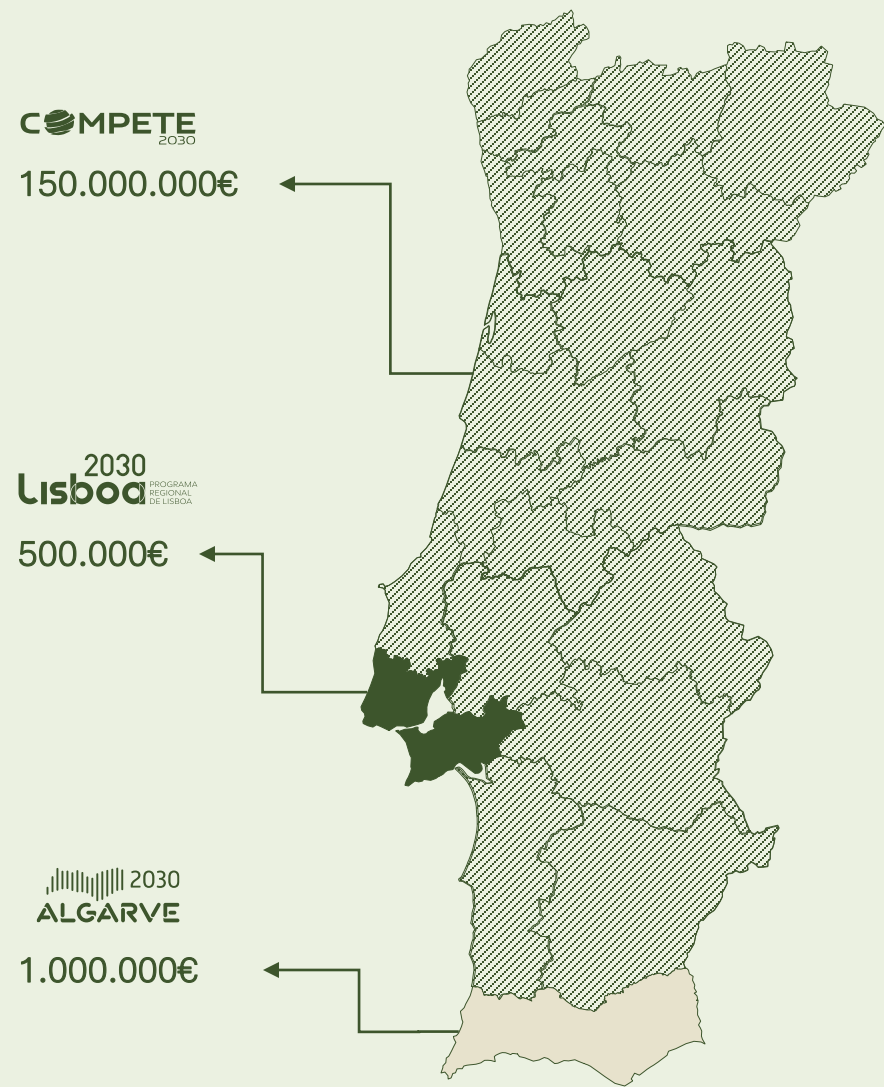 COMPETE
2030
150.000.000€
2030
Lisboa
PROGRAMA
REGIONAL
DE LISBOA
500.000€
2030
ALGARVE
1.000.000€